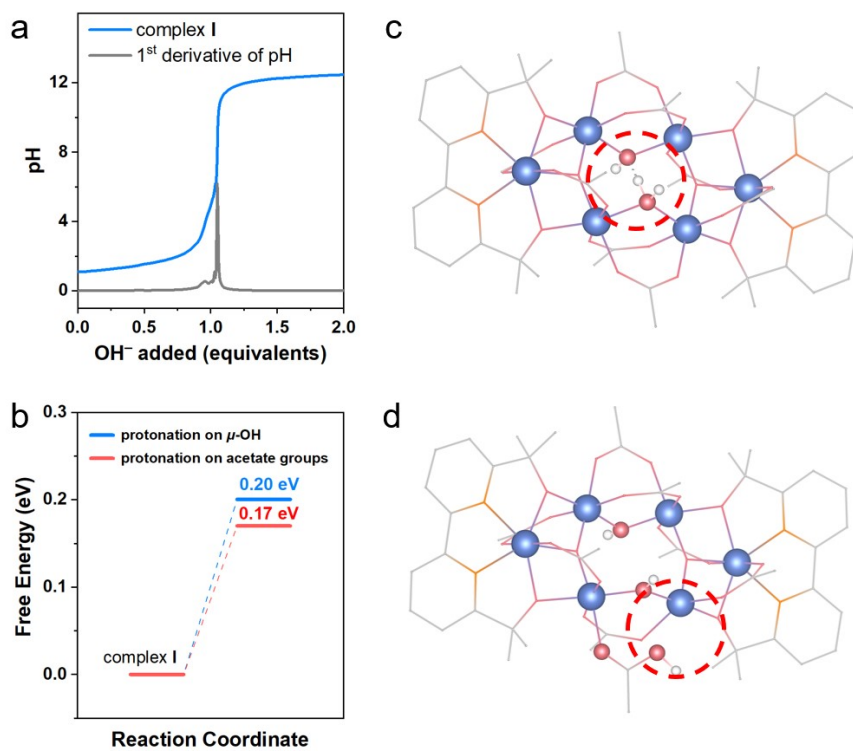 a
complex I
1st derivative of pH
12
8
4
0
pH
0.0 0.5 1.0 1.5 2.0
OH– added (equivalents)
b
0.3
0.2
0.1
0.0
Free Energy (eV)
protonation on μ-OH
protonation on acetate groups
0.20 eV
0.17 eV
complex I
Reaction Coordinate
c
d